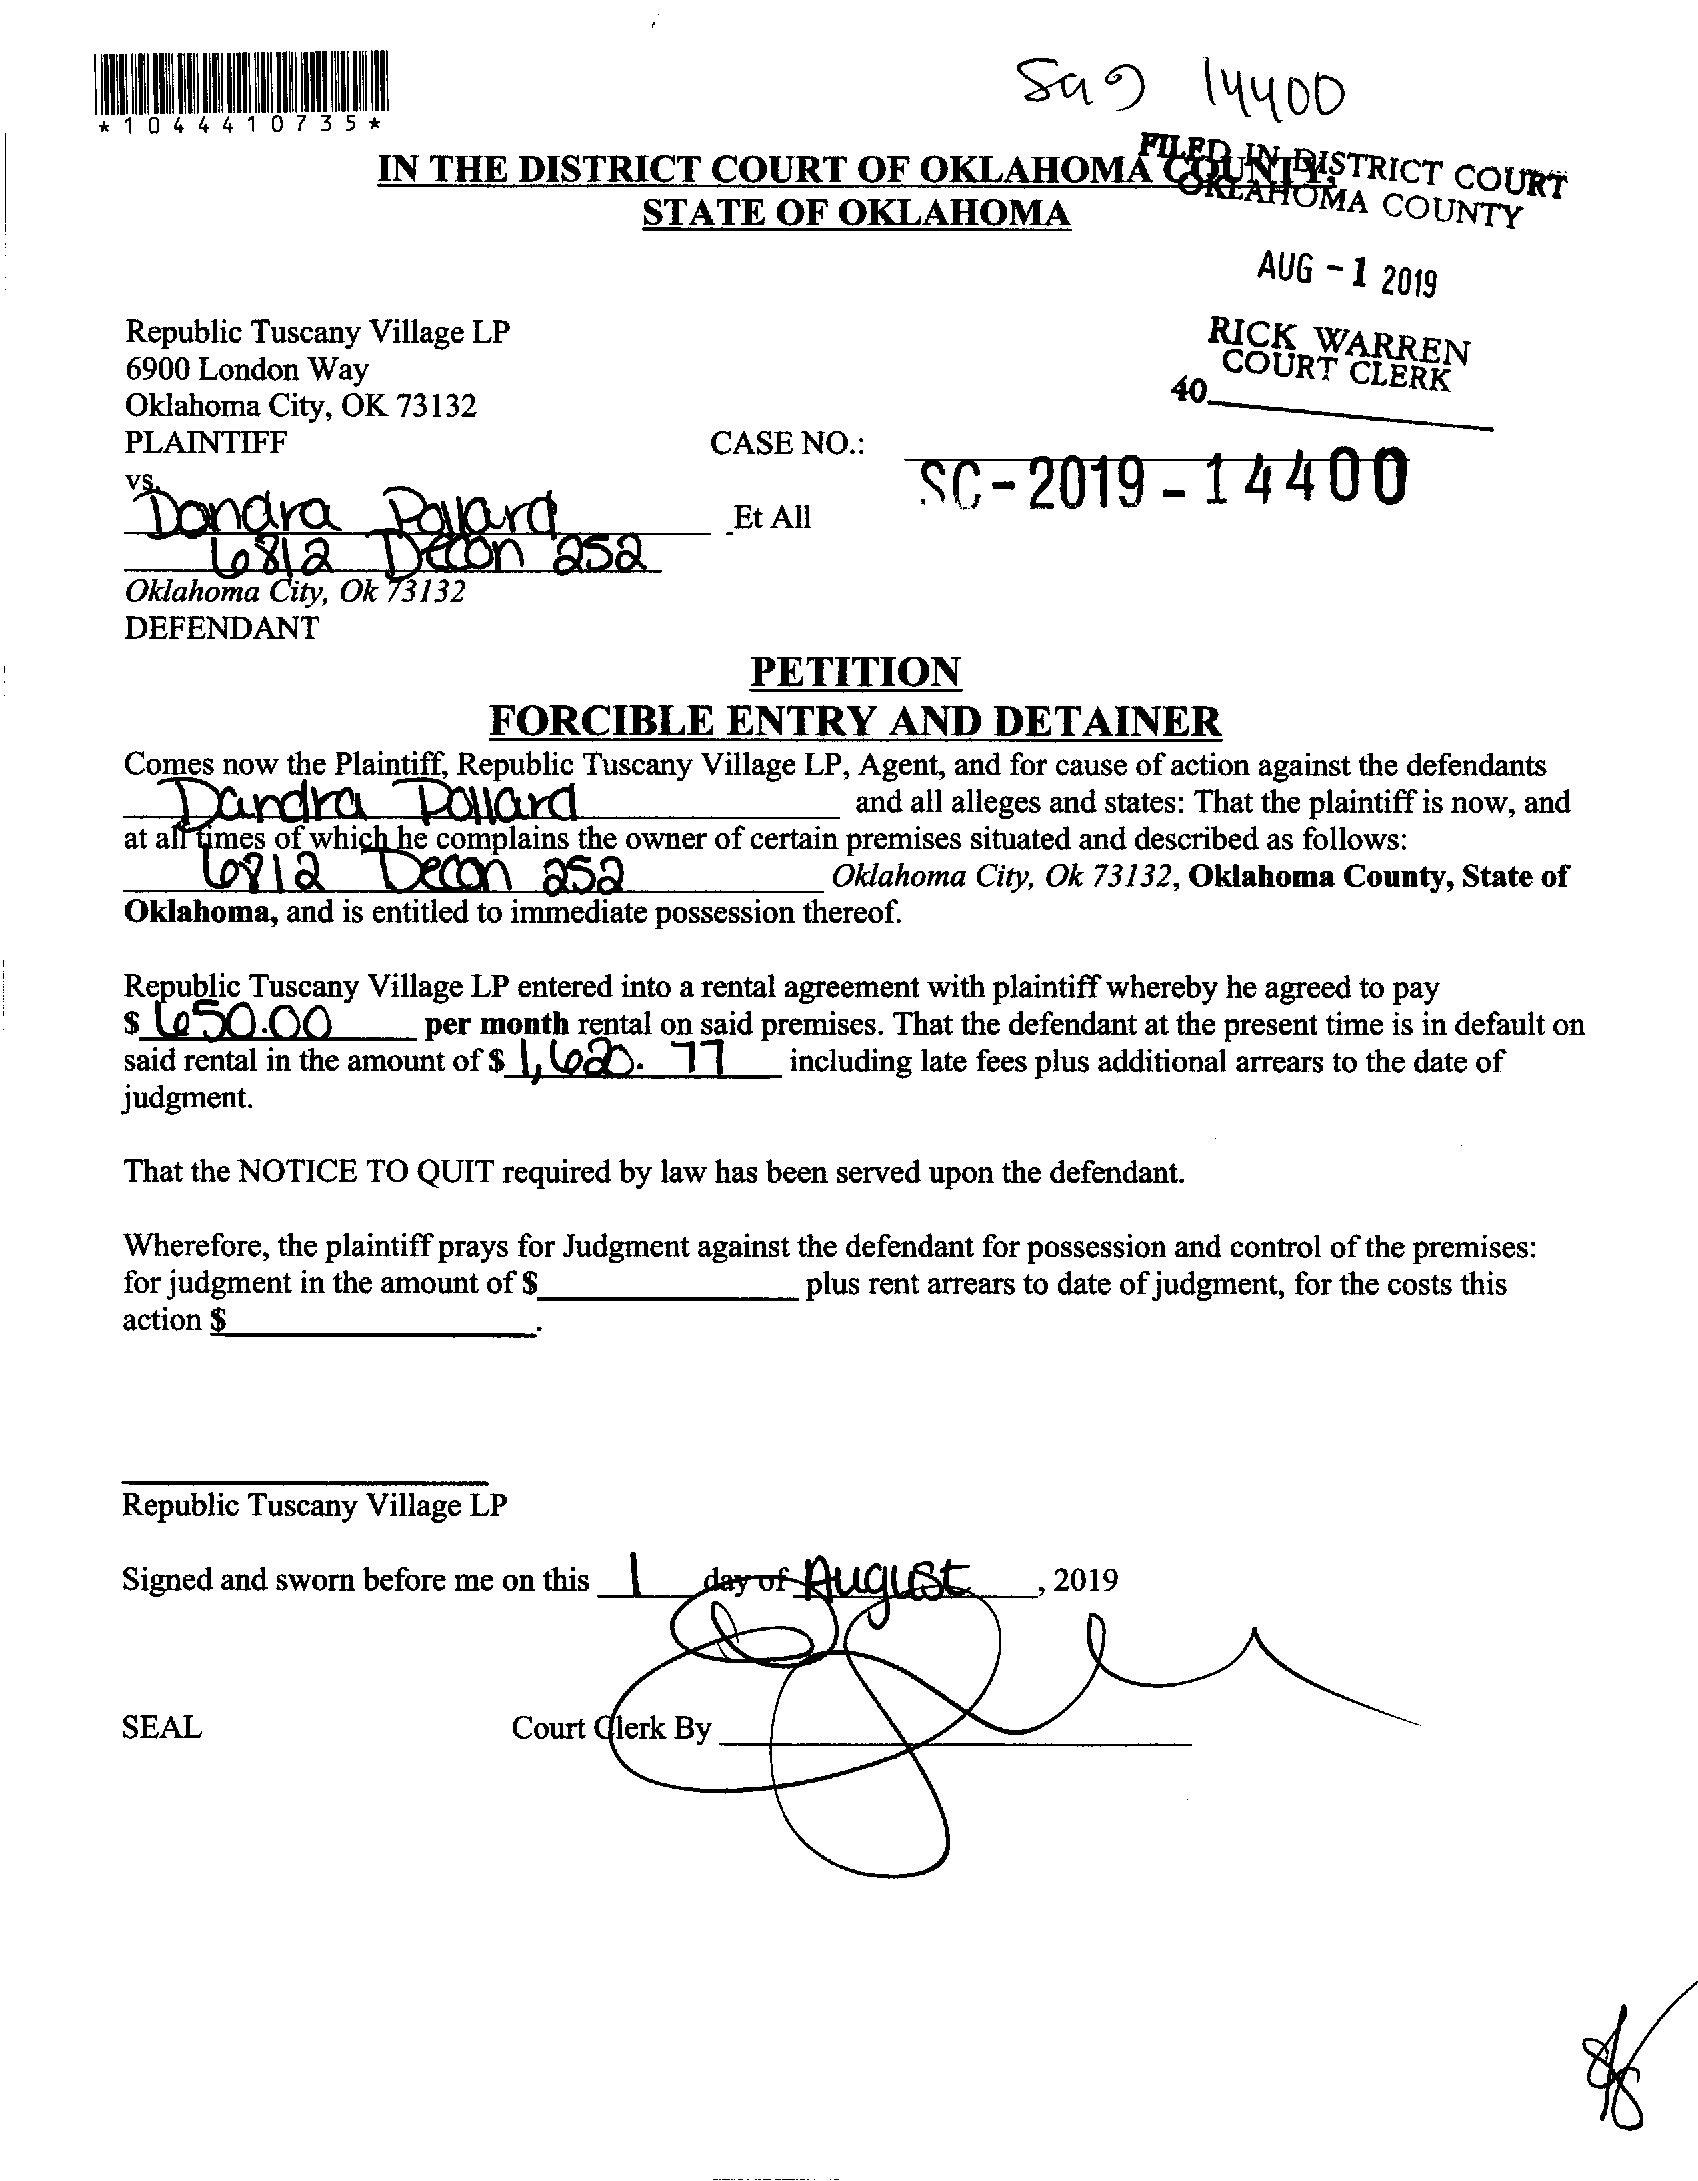 Sa9 14400
*1044410735*
IN THE DISTRICT COURT OF OKLAHOMA COUNTY,
STATE OF OKLAHOMA
FILED IN DISTRICT COURT
OKLAHOMA COUNTY
AUG - 1 2019
RICK WARREN
COURT CLERK
40
Republic Tuscany Village LP
6900 London Way
Oklahoma City, OK 73132
PLAINTIFF
CASE NO.: SC-2019-14400
vs.
Dandra Pollard Et All
6812 Decon 252
Oklahoma City, Ok 73132
DEFENDANT
PETITION
FORCIBLE ENTRY AND DETAINER
Comes now the Plaintiff, Republic Tuscany Village LP, Agent, and for cause of action against the defendants
Dandra Pollard and all alleges and states: That the plaintiff is now, and
at all times of which he complains the owner of certain premises situated and described as follows:
6812 Decon 252 Oklahoma City, Ok 73132, Oklahoma County, State of
Oklahoma, and is entitled to immediate possession thereof.
Republic Tuscany Village LP entered into a rental agreement with plaintiff whereby he agreed to pay
$ 650.00 per month rental on said premises. That the defendant at the present time is in default on
said rental in the amount of $ 1,620.77 including late fees plus additional arrears to the date of
judgment.
That the NOTICE TO QUIT required by law has been served upon the defendant.
Wherefore, the plaintiff prays for Judgment against the defendant for possession and control of the premises:
for judgment in the amount of $ plus rent arrears to date of judgment, for the costs this
action $ .
Republic Tuscany Village LP
Signed and sworn before me on this 1 day of August, 2019
SEAL Court Clerk By